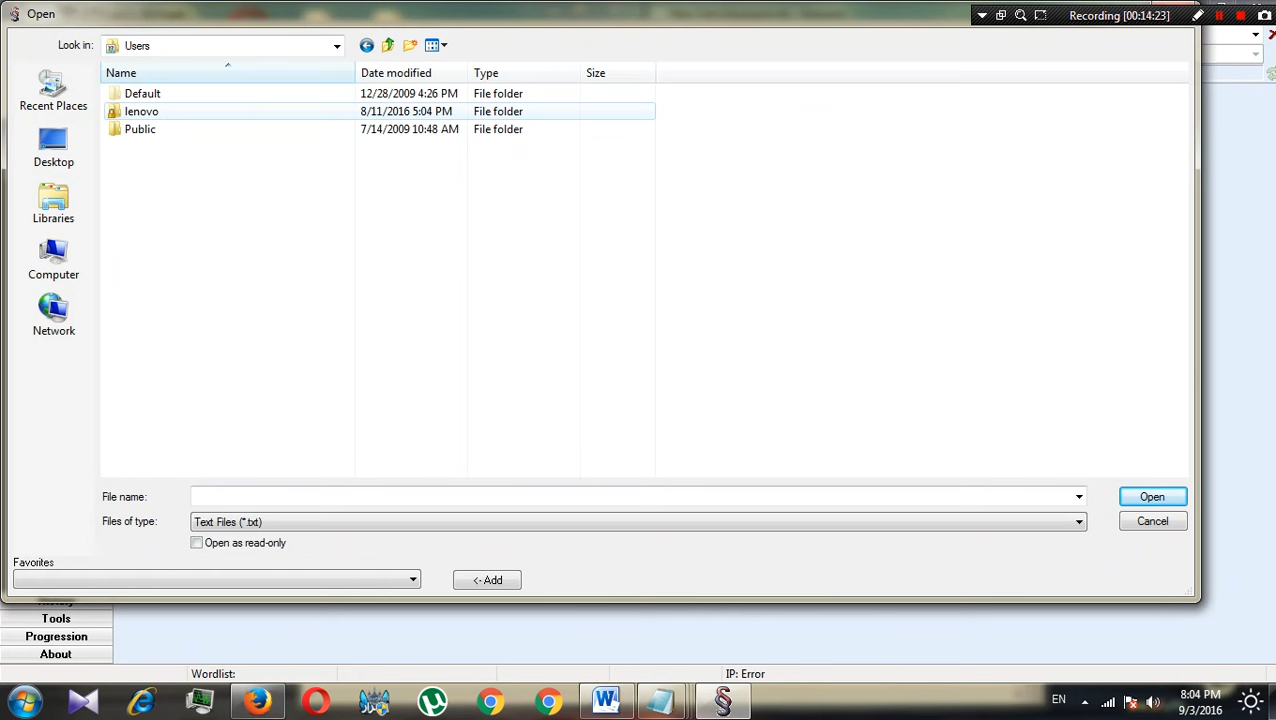 Open
Recording [00:14:23]
Look in:
Users
Name
Date modified
Type
Size
Default
12/28/2009 4:26 PM
File folder
lenovo
8/11/2016 5:04 PM
File folder
Public
7/14/2009 10:48 AM
File folder
Recent Places
Desktop
Libraries
Computer
Network
File name:
Open
Files of type:
Text Files (*.txt)
Cancel
Open as read-only
Favorites
<- Add
Tools
Progression
About
Wordlist:
IP: Error
EN
8:04 PM
9/3/2016